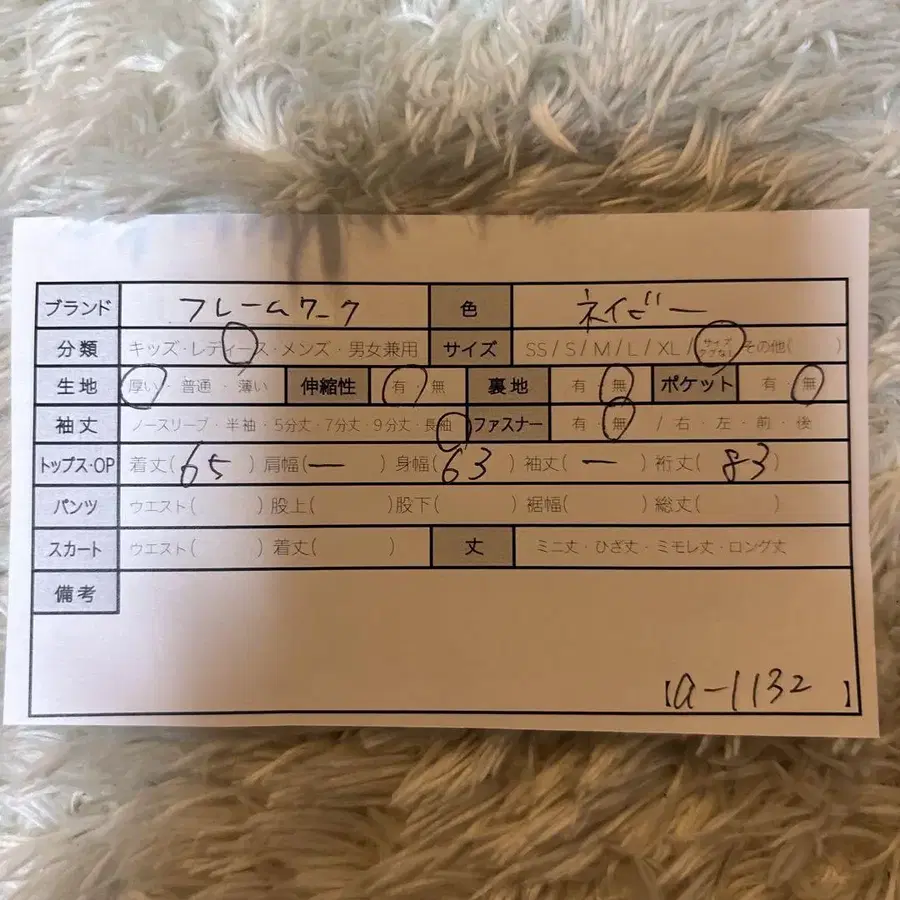 ブランド フレームワーク 色 ネイビー
分類 キッズ・レディース・メンズ・男女兼用 サイズ SS / S / M / L / XL / サイズタグなし その他( )
生地 厚い・普通・薄い 伸縮性 有・無 裏地 有・無 ポケット 有・無
袖丈 ノースリーブ・半袖・5分丈・7分丈・9分丈・長袖 ファスナー 有・無 / 右・左・前・後
トップス・OP 着丈( 65 ) 肩幅( ー ) 身幅( 63 ) 袖丈( ー ) 裄丈( 83 )
パンツ ウエスト( ) 股上( ) 股下( ) 裾幅( ) 総丈( )
スカート ウエスト( ) 着丈( ) 丈 ミニ丈・ひざ丈・ミモレ丈・ロング丈
備考
【a-1132】